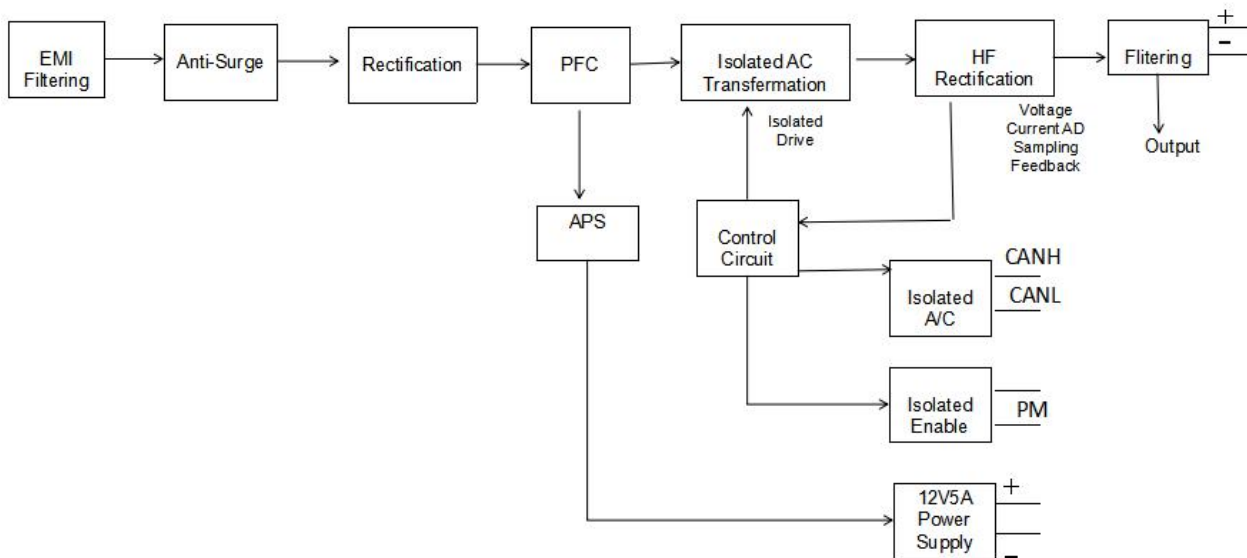 EMI
Filtering
Anti-Surge
Rectification
PFC
Isolated AC
Transfermation
HF
Rectification
Flitering
+
-
Isolated
Drive
Voltage
Current AD
Sampling
Feedback
Output
APS
Control
Circuit
CANH
CANL
Isolated
A/C
Isolated
Enable
PM
12V5A
Power
Supply
+
-